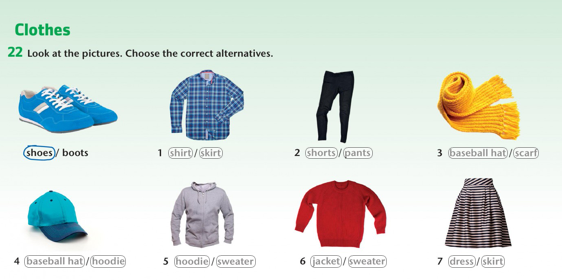 Clothes
22 Look at the pictures. Choose the correct alternatives.
shoes / boots
1 shirt / skirt
2 shorts / pants
3 baseball hat / scarf
4 baseball hat / hoodie
5 hoodie / sweater
6 jacket / sweater
7 dress / skirt